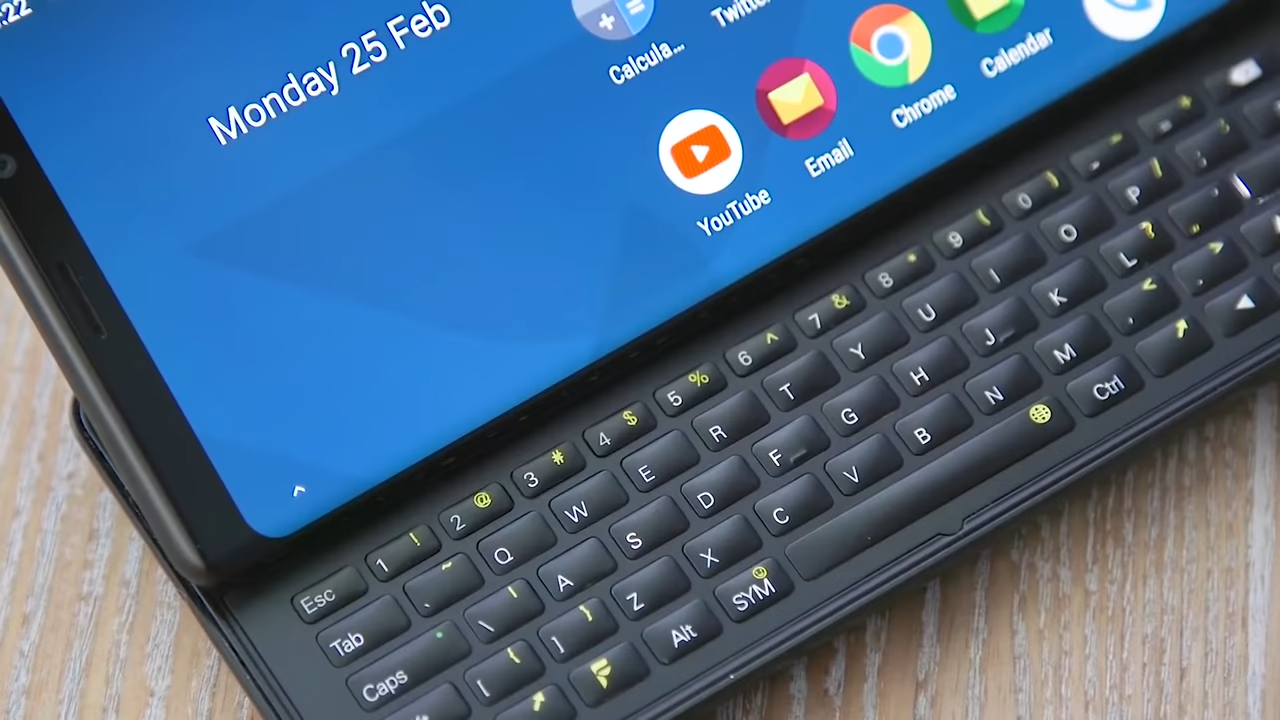 :22
Monday 25 Feb
Calcula...
Twitter
YouTube
Email
Chrome
Calendar
Esc 1 ! 2 @ 3 # 4 $ 5 % 6 ^ 7 & 8 * 9 ( 0 ) - = +
Tab ` ~ Q W E R T Y U I O P
Caps \ | A S D F G H J K L ; :
[ { ] } Z X C V B N M , < . > ? ' "
Alt SYM Ctrl